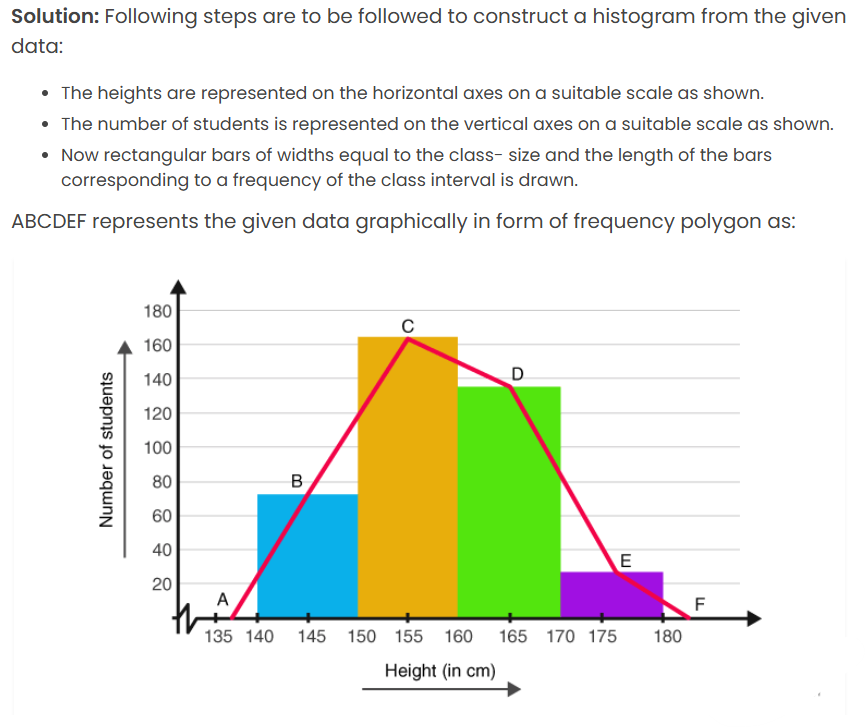 Solution: Following steps are to be followed to construct a histogram from the given
data:
The heights are represented on the horizontal axes on a suitable scale as shown.
The number of students is represented on the vertical axes on a suitable scale as shown.
Now rectangular bars of widths equal to the class- size and the length of the bars
corresponding to a frequency of the class interval is drawn.
ABCDEF represents the given data graphically in form of frequency polygon as:
Number of students
180
160
140
120
100
80
60
40
20
A
B
C
D
E
F
135 140 145 150 155 160 165 170 175 180
Height (in cm)